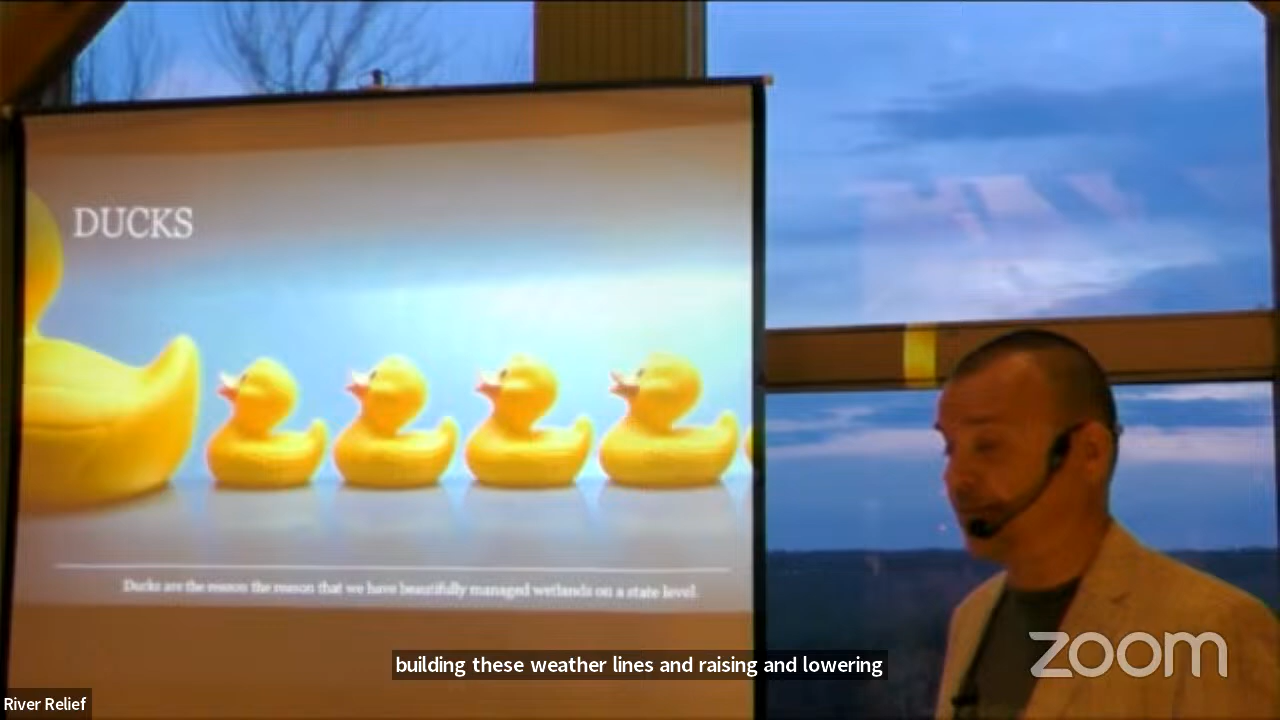 DUCKS
Ducks are the reason the reason that we have beautifully managed wetlands on a state level.
building these weather lines and raising and lowering
zoom
River Relief